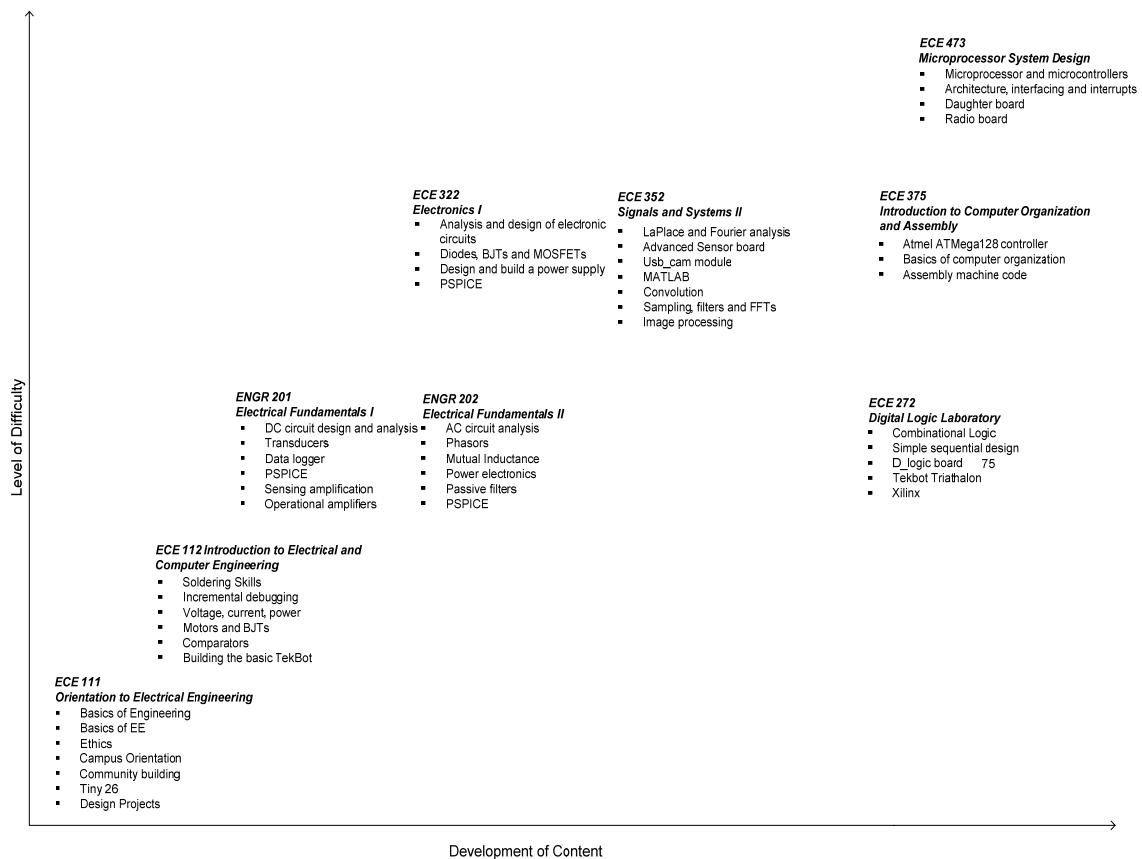 ECE 473
Microprocessor System Design
▪ Microprocessor and microcontrollers
▪ Architecture, interfacing and interrupts
▪ Daughter board
▪ Radio board
ECE 322
Electronics I
▪ Analysis and design of electronic
circuits
▪ Diodes, BJTs and MOSFETs
▪ Design and build a power supply
▪ PSPICE
ECE 352
Signals and Systems II
▪ LaPlace and Fourier analysis
▪ Advanced Sensor board
▪ Usb_cam module
▪ MATLAB
▪ Convolution
▪ Sampling, filters and FFTs
▪ Image processing
ECE 375
Introduction to Computer Organization
and Assembly
▪ Atmel ATMega128 controller
▪ Basics of computer organization
▪ Assembly machine code
Level of Difficulty
ENGR 201
Electrical Fundamentals I
▪ DC circuit design and analysis
▪ Transducers
▪ Data logger
▪ PSPICE
▪ Sensing amplification
▪ Operational amplifiers
ENGR 202
Electrical Fundamentals II
▪ AC circuit analysis
▪ Phasors
▪ Mutual Inductance
▪ Power electronics
▪ Passive filters
▪ PSPICE
ECE 272
Digital Logic Laboratory
▪ Combinational Logic
▪ Simple sequential design
▪ D_logic board 75
▪ Tekbot Triathalon
▪ Xilinx
ECE 112 Introduction to Electrical and
Computer Engineering
▪ Soldering Skills
▪ Incremental debugging
▪ Voltage, current, power
▪ Motors and BJTs
▪ Comparators
▪ Building the basic TekBot
ECE 111
Orientation to Electrical Engineering
▪ Basics of Engineering
▪ Basics of EE
▪ Ethics
▪ Campus Orientation
▪ Community building
▪ Tiny 26
▪ Design Projects
Development of Content